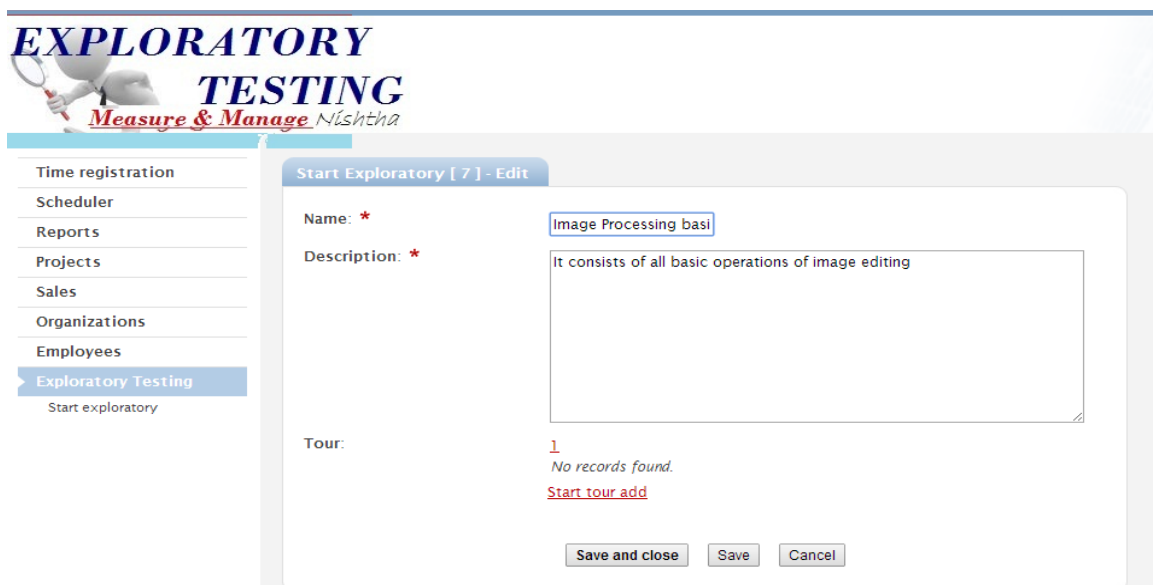 EXPLORATORY
TESTING
Measure & Manage Nishtha
Time registration
Scheduler
Reports
Projects
Sales
Organizations
Employees
Exploratory Testing
Start exploratory
Start Exploratory [ 7 ] - Edit
Name: *
Image Processing basi
Description: *
It consists of all basic operations of image editing
Tour:
1
No records found.
Start tour add
Save and close Save Cancel